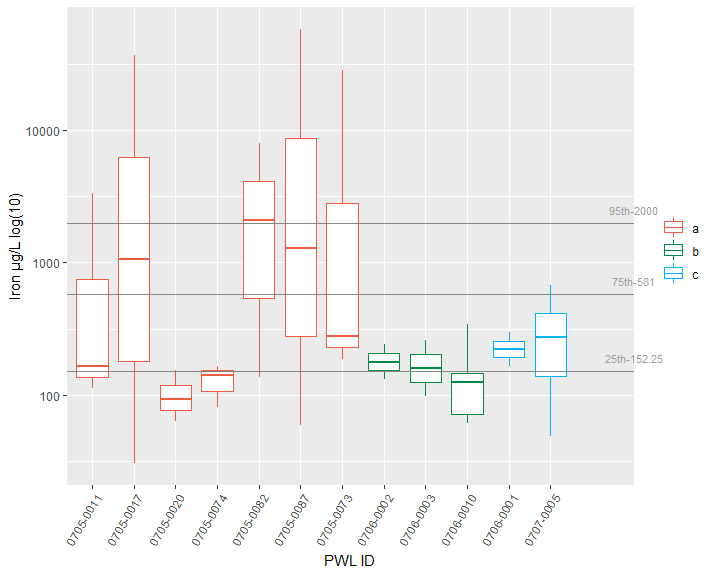 Iron µg/L log(10)
10000
1000
100
95th-2000
75th-581
25th-152.25
a
b
c
0705-0011
0705-0017
0705-0020
0705-0074
0705-0082
0705-0087
0705-0073
0706-0002
0706-0003
0706-0010
0706-0001
0707-0005
PWL ID